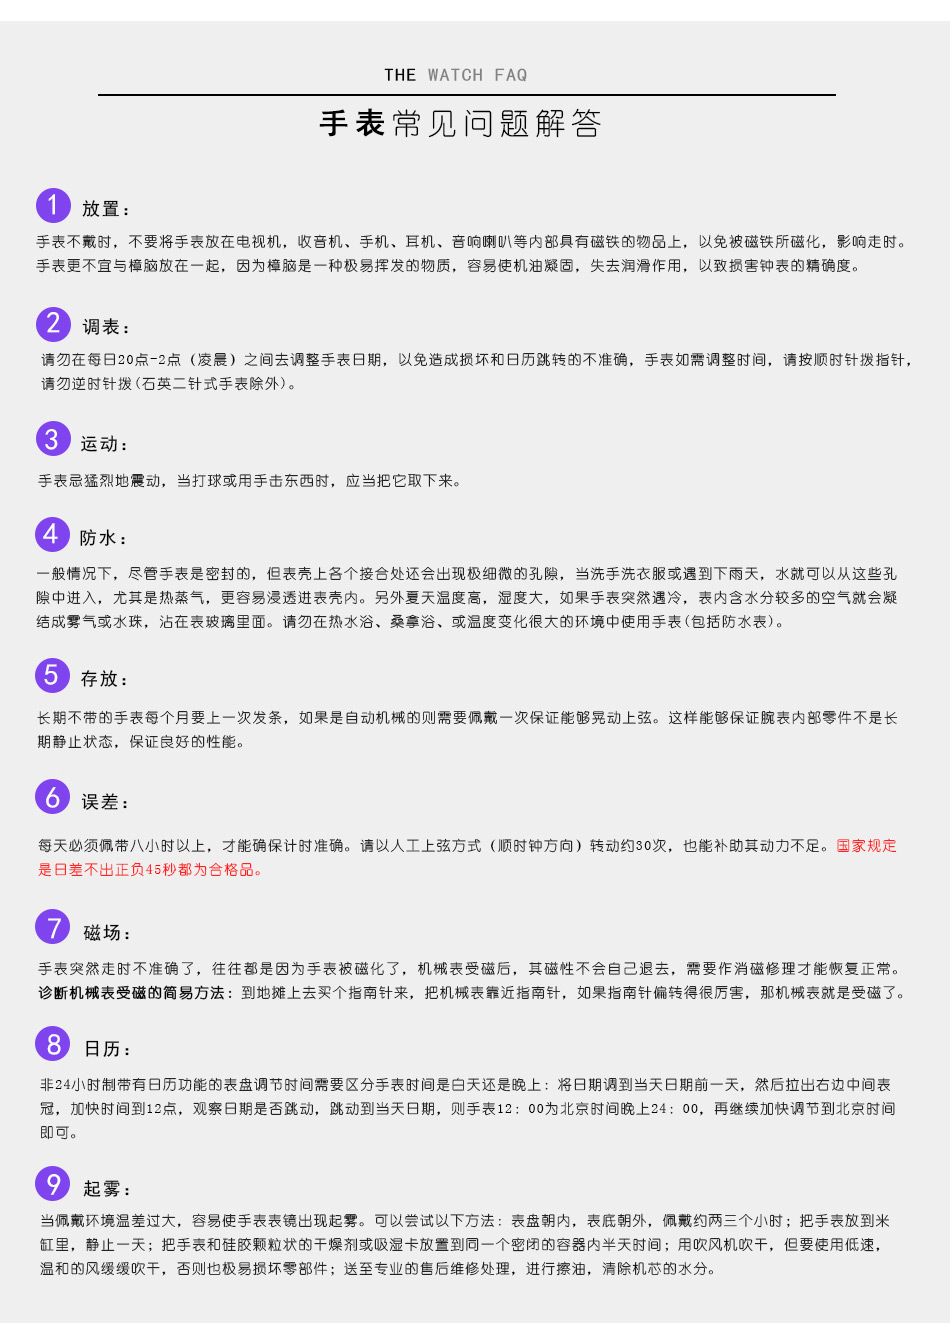 THE WATCH FAQ
手表常见问题解答
1 放置：
手表不戴时，不要将手表放在电视机，收音机、手机、耳机、音响喇叭等内部具有磁铁的物品上，以免被磁铁所磁化，影响走时。
手表更不宜与樟脑放在一起，因为樟脑是一种极易挥发的物质，容易使机油凝固，失去润滑作用，以致损害钟表的精确度。
2 调表：
请勿在每日20点-2点（凌晨）之间去调整手表日期，以免造成损坏和日历跳转的不准确，手表如需调整时间，请按顺时针拨指针，
请勿逆时针拨(石英二针式手表除外)。
3 运动：
手表忌猛烈地震动，当打球或用手击东西时，应当把它取下来。
4 防水：
一般情况下，尽管手表是密封的，但表壳上各个接合处还会出现极细微的孔隙，当洗手洗衣服或遇到下雨天，水就可以从这些孔
隙中进入，尤其是热蒸气，更容易浸透进表壳内。另外夏天温度高，湿度大，如果手表突然遇冷，表内含水分较多的空气就会凝
结成雾气或水珠，沾在表玻璃里面。请勿在热水浴、桑拿浴、或温度变化很大的环境中使用手表(包括防水表)。
5 存放：
长期不带的手表每个月要上一次发条，如果是自动机械的则需要佩戴一次保证能够晃动上弦。这样能够保证腕表内部零件不是长
期静止状态，保证良好的性能。
6 误差：
每天必须佩带八小时以上，才能确保计时准确。请以人工上弦方式（顺时钟方向）转动约30次，也能补助其动力不足。国家规定
是日差不出正负45秒都为合格品。
7 磁场：
手表突然走时不准确了，往往都是因为手表被磁化了，机械表受磁后，其磁性不会自己退去，需要作消磁修理才能恢复正常。
诊断机械表受磁的简易方法：到地摊上去买个指南针来，把机械表靠近指南针，如果指南针偏转得很厉害，那机械表就是受磁了。
8 日历：
非24小时制带有日历功能的表盘调节时间需要区分手表时间是白天还是晚上：将日期调到当天日期前一天，然后拉出右边中间表
冠，加快时间到12点，观察日期是否跳动，跳动到当天日期，则手表12：00为北京时间晚上24：00，再继续加快调节到北京时间
即可。
9 起雾：
当佩戴环境温差过大，容易使手表表镜出现起雾。可以尝试以下方法：表盘朝内，表底朝外，佩戴约两三个小时；把手表放到米
缸里，静止一天；把手表和硅胶颗粒状的干燥剂或吸湿卡放置到同一个密闭的容器内半天时间；用吹风机吹干，但要使用低速，
温和的风缓缓吹干，否则也极易损坏零部件；送至专业的售后维修处理，进行擦油，清除机芯的水分。